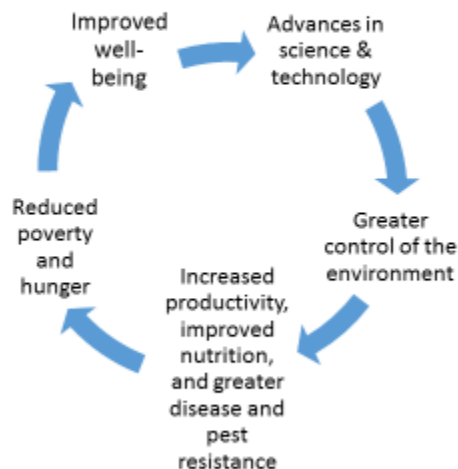 Improved
well-
being
Advances in
science &
technology
Greater
control of the
environment
Increased
productivity,
improved
nutrition,
and greater
disease and
pest
resistance
Reduced
poverty
and
hunger